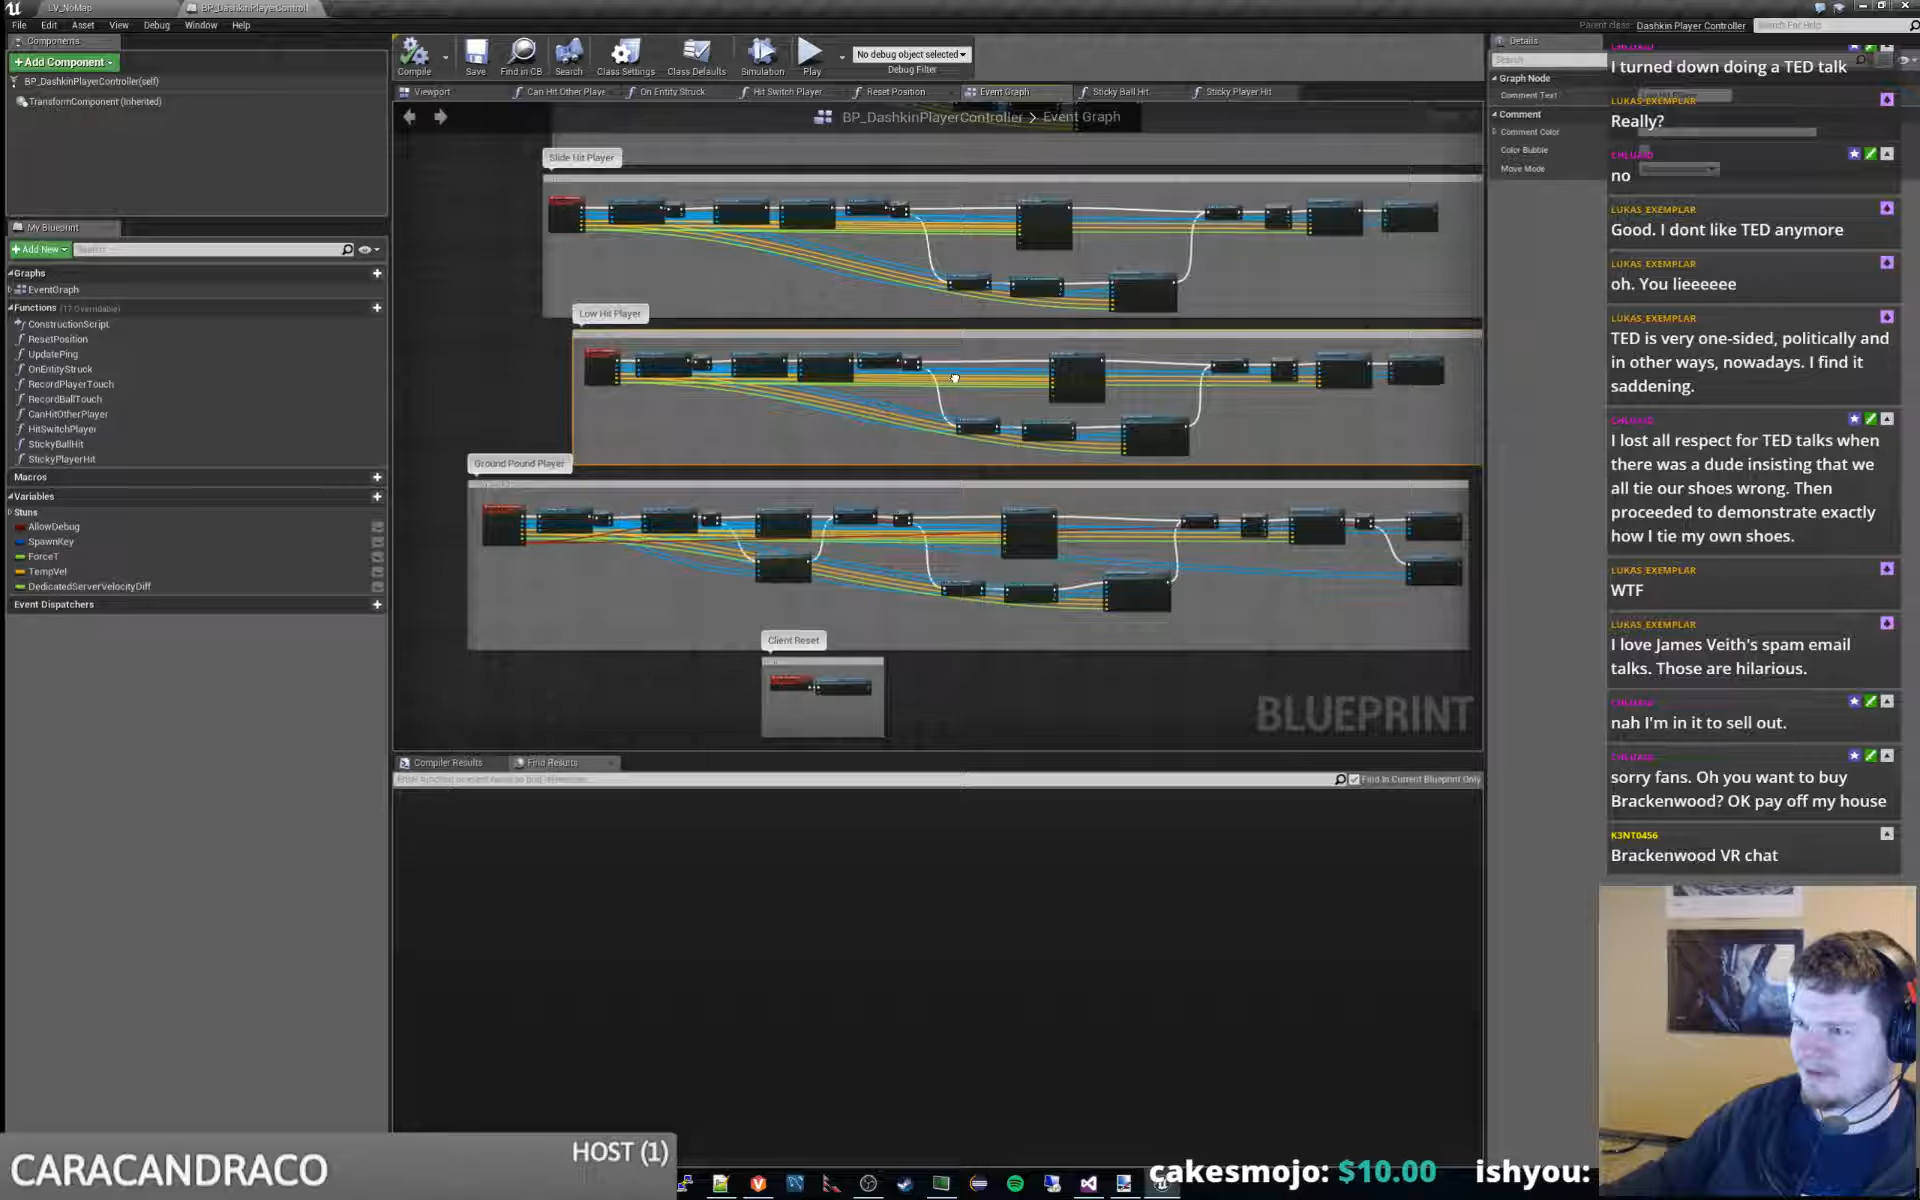 LV_NoMap
BP_DashkinPlayerControll
File Edit Asset View Debug Window Help
Parent class: Dashkin Player Controller
Search For Help
Components
+Add Component
BP_DashkinPlayerController(self)
TransformComponent (Inherited)
My Blueprint
+Add New
Search
Graphs
EventGraph
Functions (17 Overridable)
ConstructionScript
ResetPosition
UpdatePing
OnEntityStruck
RecordPlayerTouch
RecordBallTouch
CanHitOtherPlayer
HitSwitchPlayer
StickyBallHit
StickyPlayerHit
Macros
Variables
Stuns
AllowDebug
SpawnKey
ForceT
TempVel
DedicatedServerVelocityDiff
Event Dispatchers
Compile
Save
Find in CB
Search
Class Settings
Class Defaults
Simulation
Play
No debug object selected
Debug Filter
Viewport
Can Hit Other Playe
On Entity Struck
Hit Switch Player
Reset Position
Event Graph
Sticky Ball Hit
Sticky Player Hit
BP_DashkinPlayerController > Event Graph
Slide Hit Player
Low Hit Player
Ground Pound Player
Client Reset
BLUEPRINT
Compiler Results
Find Results
Find In Current Blueprint Only
Details
Search
Graph Node
Comment Text
Comment
Comment Color
Color Bubble
Move Mode
I turned down doing a TED talk
LUKAS_EXEMPLAR
Really?
no
LUKAS_EXEMPLAR
Good. I dont like TED anymore
LUKAS_EXEMPLAR
oh. You lieeeeee
LUKAS_EXEMPLAR
TED is very one-sided, politically and
in other ways, nowadays. I find it
saddening.
I lost all respect for TED talks when
there was a dude insisting that we
all tie our shoes wrong. Then
proceeded to demonstrate exactly
how I tie my own shoes.
LUKAS_EXEMPLAR
WTF
LUKAS_EXEMPLAR
I love James Veith's spam email
talks. Those are hilarious.
nah I'm in it to sell out.
sorry fans. Oh you want to buy
Brackenwood? OK pay off my house
K3NT0456
Brackenwood VR chat
CARACANDRACO
HOST (1)
cakesmojo: $10.00
ishyou: